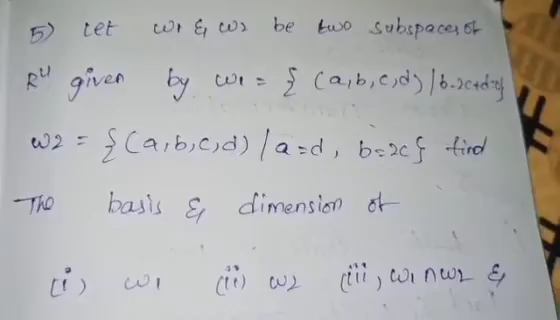 5) Let w1 & w2 be two subspaces of
R4 given by w1 = { (a,b,c,d) / b-2c+d=0}
w2 = {(a,b,c,d) / a=d, b=2c} find
The basis & dimension of
(i) w1 (ii) w2 (iii, w1 ∩ w2 &